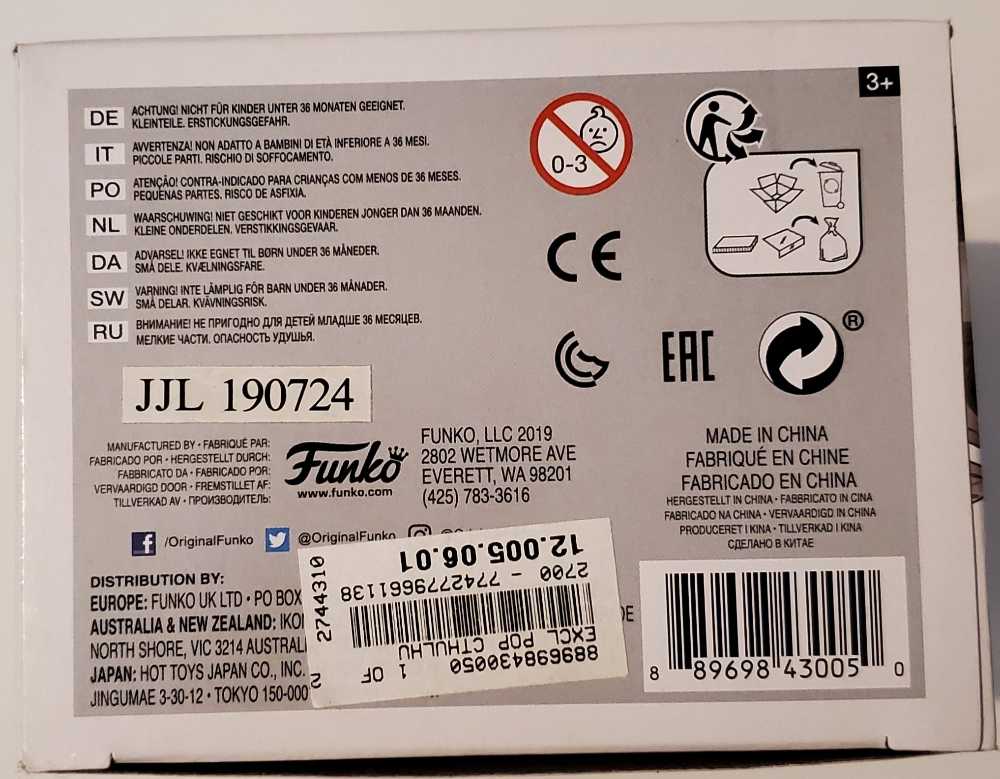 3+
DE ACHTUNG! NICHT FÜR KINDER UNTER 36 MONATEN GEEIGNET.
KLEINTEILE. ERSTICKUNGSGEFAHR.
IT AVVERTENZA! NON ADATTO A BAMBINI DI ETÀ INFERIORE A 36 MESI.
PICCOLE PARTI. RISCHIO DI SOFFOCAMENTO.
PO ATENÇÃO! CONTRA-INDICADO PARA CRIANÇAS COM MENOS DE 36 MESES.
PEQUENAS PARTES. RISCO DE ASFIXIA.
NL WAARSCHUWING! NIET GESCHIKT VOOR KINDEREN JONGER DAN 36 MAANDEN.
KLEINE ONDERDELEN. VERSTIKKINGSGEVAAR.
DA ADVARSEL! IKKE EGNET TIL BØRN UNDER 36 MÅNEDER.
SMÅ DELE. KVÆLNINGSFARE.
SW VARNING! INTE LÄMPLIG FÖR BARN UNDER 36 MÅNADER.
SMÅ DELAR. KVÄVNINGSRISK.
RU ВНИМАНИЕ! НЕ ПРИГОДНО ДЛЯ ДЕТЕЙ МЛАДШЕ 36 МЕСЯЦЕВ.
МЕЛКИЕ ЧАСТИ. ОПАСНОСТЬ УДУШЬЯ.
0-3
CE
EAC
®
JJL 190724
MANUFACTURED BY • FABRIQUÉ PAR:
FABRICADO POR • HERGESTELLT DURCH:
FABBRICATO DA • FABRICADO POR:
VERVAARDIGD DOOR • FREMSTILLET AF:
TILLVERKAD AV • ПРОИЗВОДИТЕЛЬ:
Funko
www.funko.com
FUNKO, LLC 2019
2802 WETMORE AVE
EVERETT, WA 98201
(425) 783-3616
MADE IN CHINA
FABRIQUÉ EN CHINE
FABRICADO EN CHINA
HERGESTELLT IN CHINA • FABBRICATO IN CINA
FABRICADO NA CHINA • VERVAARDIGD IN CHINA
PRODUCERET I KINA • TILLVERKAD I KINA
СДЕЛАНО В КИТАЕ
/OriginalFunko @OriginalFunko
DISTRIBUTION BY:
EUROPE: FUNKO UK LTD • PO BOX
AUSTRALIA & NEW ZEALAND:
NORTH SHORE, VIC 3214
JAPAN: HOT TOYS JAPAN CO., INC.
JINGUMAE 3-30-12 • TOKYO 150-000
DE
889698430050
EXCL POP CTHULHU
1 OF 2
2744310
2700 - 7742779661138
12.005.06.01
8 89698 43005 0